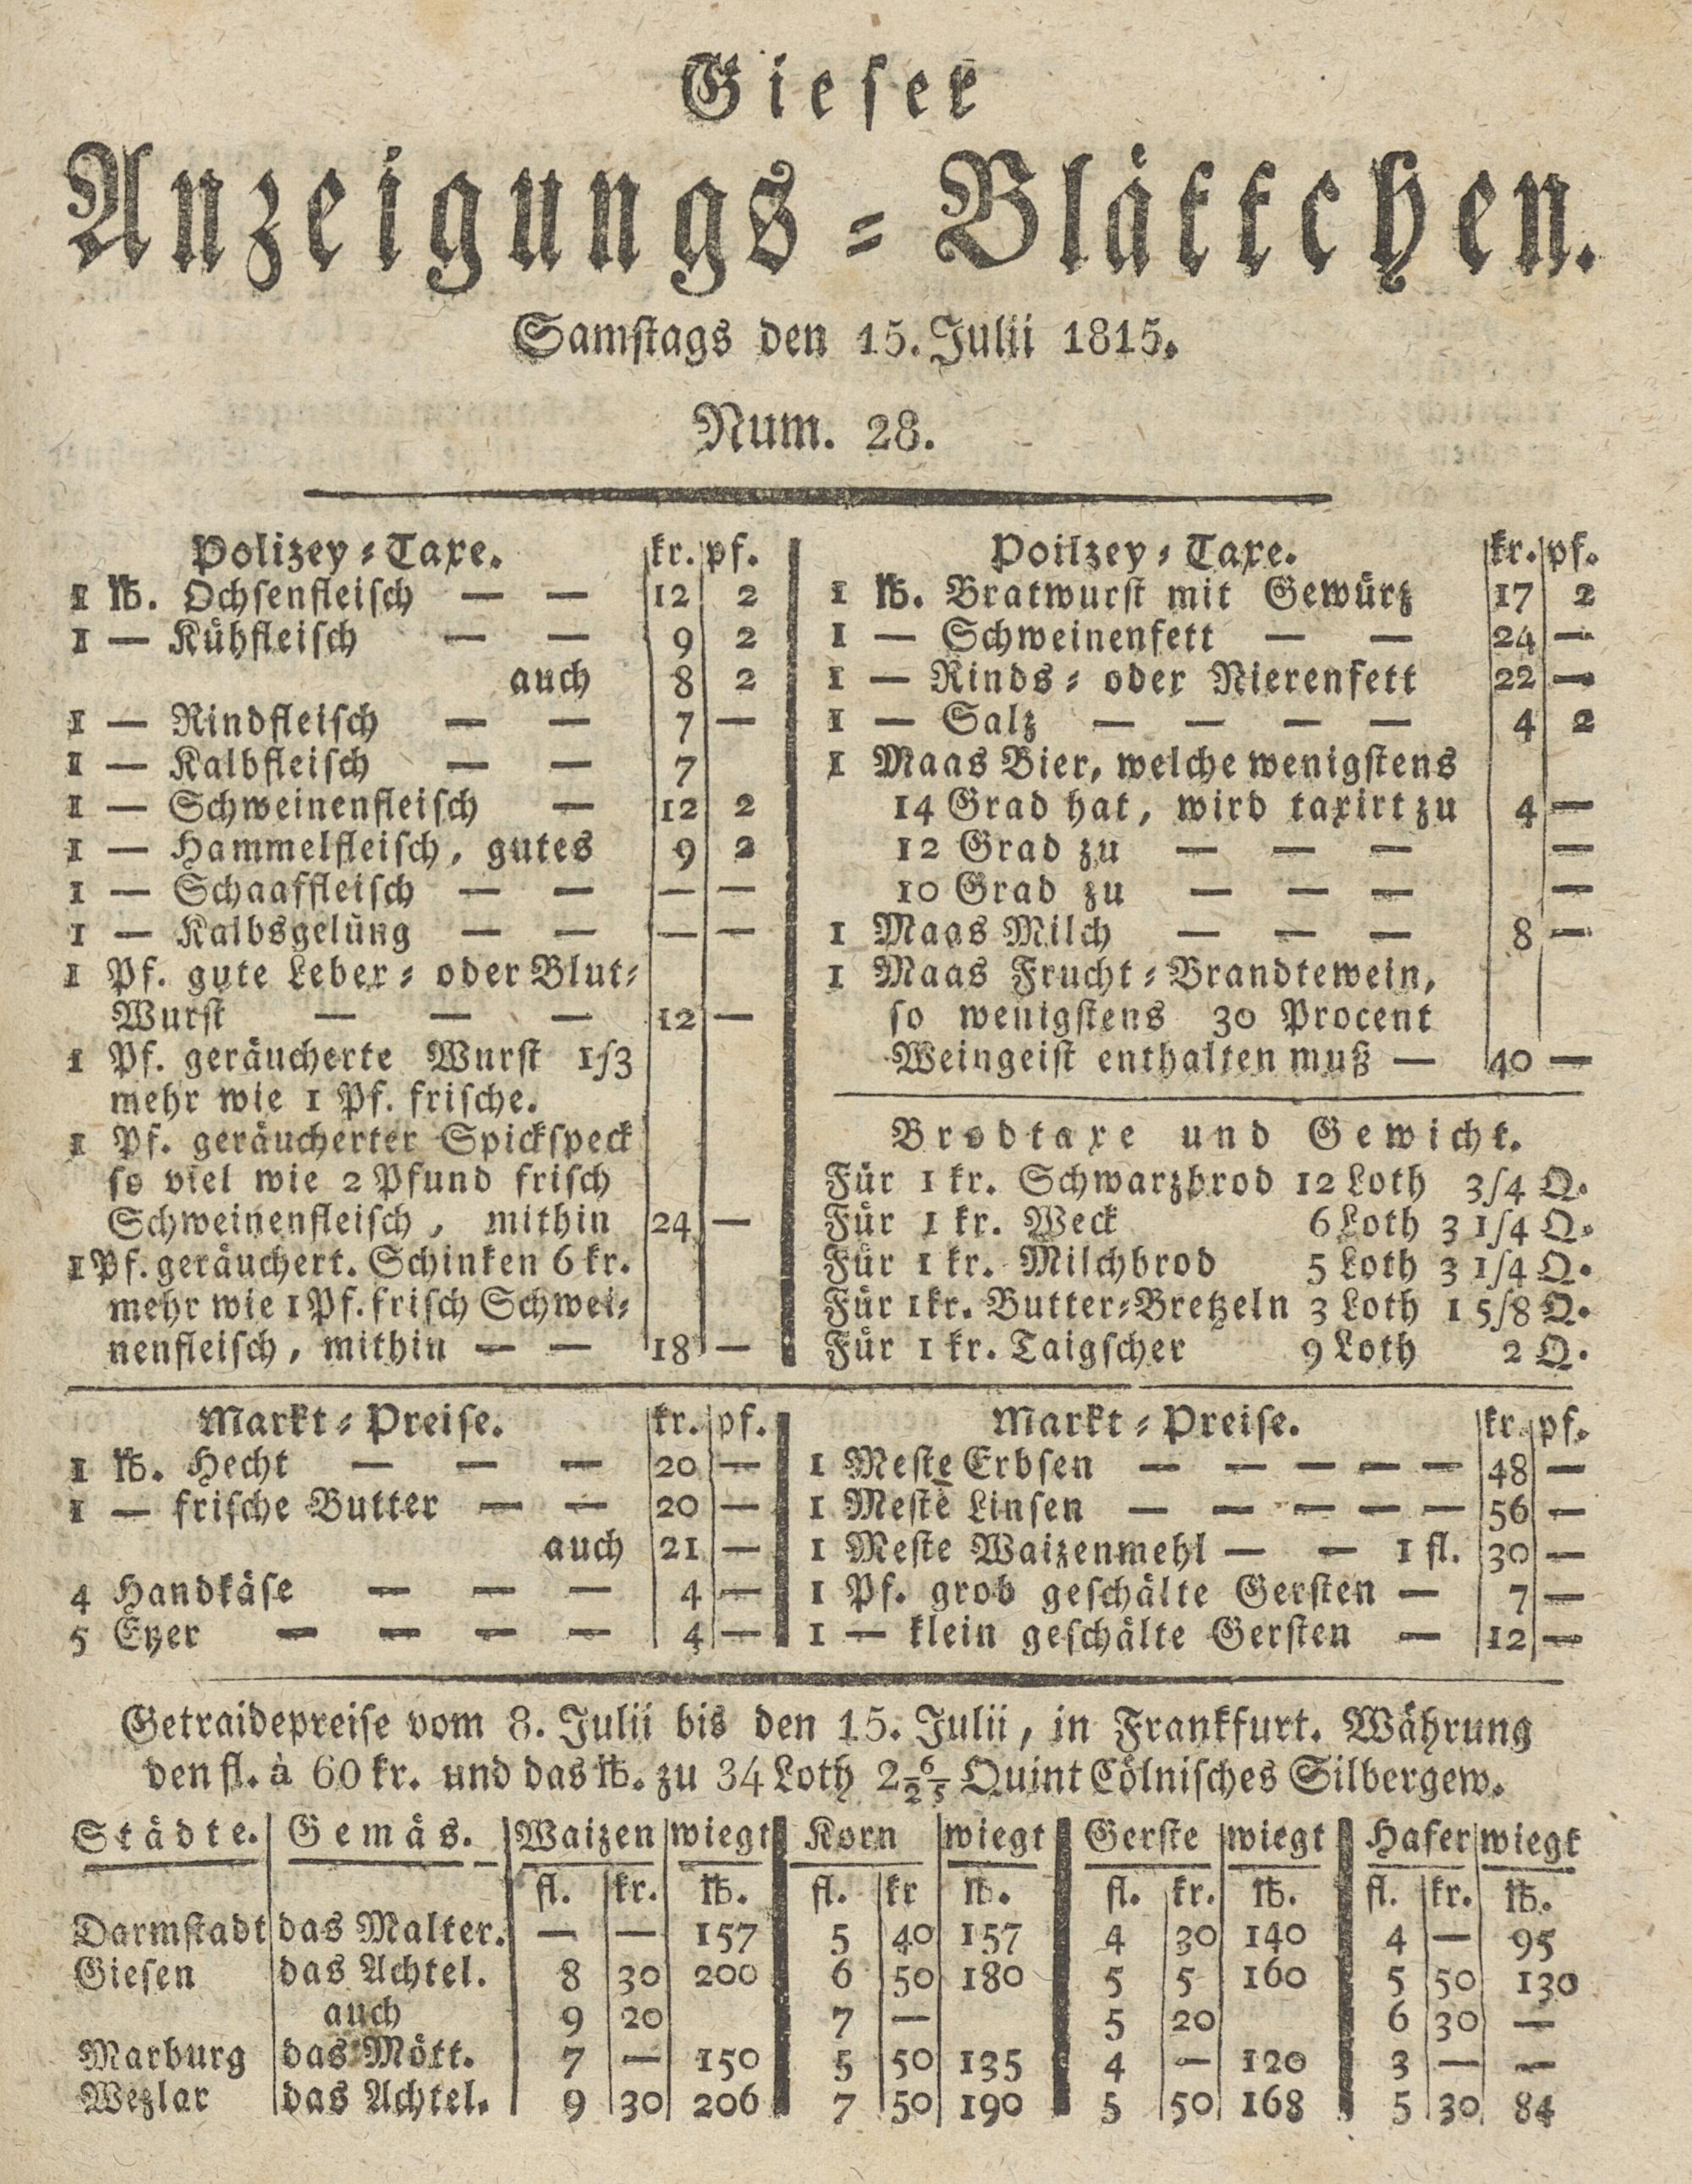 Gieser
Anzeigungs-Blättchen.
Samstags den 15. Julii 1815.
Num. 28.
Polizey-Taxe. kr. pf.
1 ℔. Ochsenfleisch — — 12 2
1 — Kühfleisch — — 9 2
auch 8 2
1 — Rindfleisch — — 7 —
1 — Kalbfleisch — — 7
1 — Schweinenfleisch — 12 2
1 — Hammelfleisch, gutes 9 2
1 — Schaaffleisch — — — —
1 — Kalbsgelüng — — — —
1 Pf. gute Leber- oder Blut-
Wurst — — — 12 —
1 Pf. geräucherte Wurst 1/3
mehr wie 1 Pf. frische.
1 Pf. geräucherter Spickspeck
so viel wie 2 Pfund frisch
Schweinenfleisch, mithin 24 —
1 Pf. geräuchert. Schinken 6 kr.
mehr wie 1 Pf. frisch Schwei-
nenfleisch, mithin — — 18 —
Poilzey-Taxe. kr. pf.
1 ℔. Bratwurst mit Gewürz 17 2
1 — Schweinenfett — — 24 —
1 — Rinds- oder Nierenfett 22 —
1 — Salz — — — — 4 2
1 Maas Bier, welche wenigstens
14 Grad hat, wird taxirt zu 4 —
12 Grad zu — — — —
10 Grad zu — — — —
1 Maas Milch — — — 8 —
1 Maas Frucht-Brandtewein,
so wenigstens 30 Procent
Weingeist enthalten muß — 40 —
Brodtaxe und Gewicht.
Für 1 kr. Schwarzbrod 12 Loth 3/4 Q.
Für 1 kr. Weck 6 Loth 3 1/4 Q.
Für 1 kr. Milchbrod 5 Loth 3 1/4 Q.
Für 1 kr. Butter-Bretzeln 3 Loth 1 5/8 Q.
Für 1 kr. Taigscher 9 Loth 2 Q.
Markt-Preise. kr. pf.
1 ℔. Hecht — — — 20 —
1 — frische Butter — — 20 —
auch 21 —
4 Handkäse — — — 4 —
5 Eyer — — — — 4 —
Markt-Preise. kr. pf.
1 Meste Erbsen — — — — — 48 —
1 Meste Linsen — — — — — 56 —
1 Meste Waizenmehl — — 1 fl. 30 —
1 Pf. grob geschälte Gersten — 7 —
1 — klein geschälte Gersten — 12 —
Getraidepreise vom 8. Julii bis den 15. Julii, in Frankfurt. Währung
den fl. à 60 kr. und das ℔. zu 34 Loth 2 6/25 Quint Cölnisches Silbergew.
Städte. Gemäs. Waizen wiegt Korn wiegt Gerste wiegt Hafer wiegt
fl. kr. ℔. fl. kr ℔. fl. kr. ℔. fl. kr. ℔.
Darmstadt das Malter. — — 157 5 40 157 4 30 140 4 — 95
Giesen das Achtel. 8 30 200 6 50 180 5 5 160 5 50 130
auch 9 20 7 — 5 20 6 30 —
Marburg das Mött. 7 — 150 5 50 135 4 — 120 3 — —
Wezlar das Achtel. 9 30 206 7 50 190 5 50 168 5 30 84